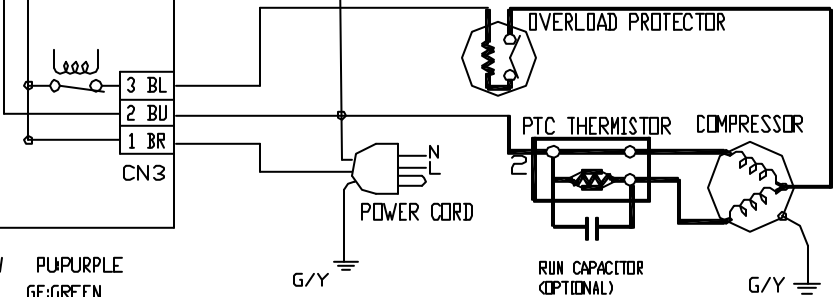 OVERLOAD PROTECTOR
3 BL
2 BU
PTC THERMISTOR
COMPRESSOR
1 BR
N
L
2
CN3
POWER CORD
PU:PURPLE
RUN CAPACITOR
G/Y
G/Y
GE:GREEN
(OPTIONAL)